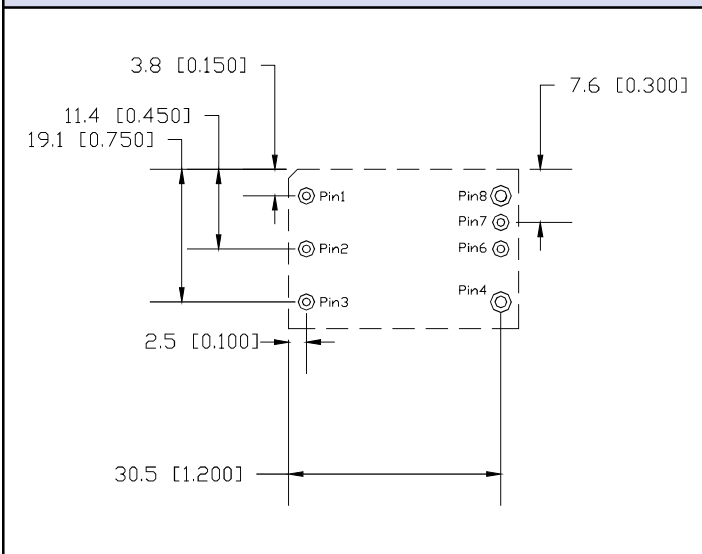 3.8 [0.150]
7.6 [0.300]
11.4 [0.450]
19.1 [0.750]
Pin1
Pin8
Pin7
Pin2
Pin6
Pin4
Pin3
2.5 [0.100]
30.5 [1.200]